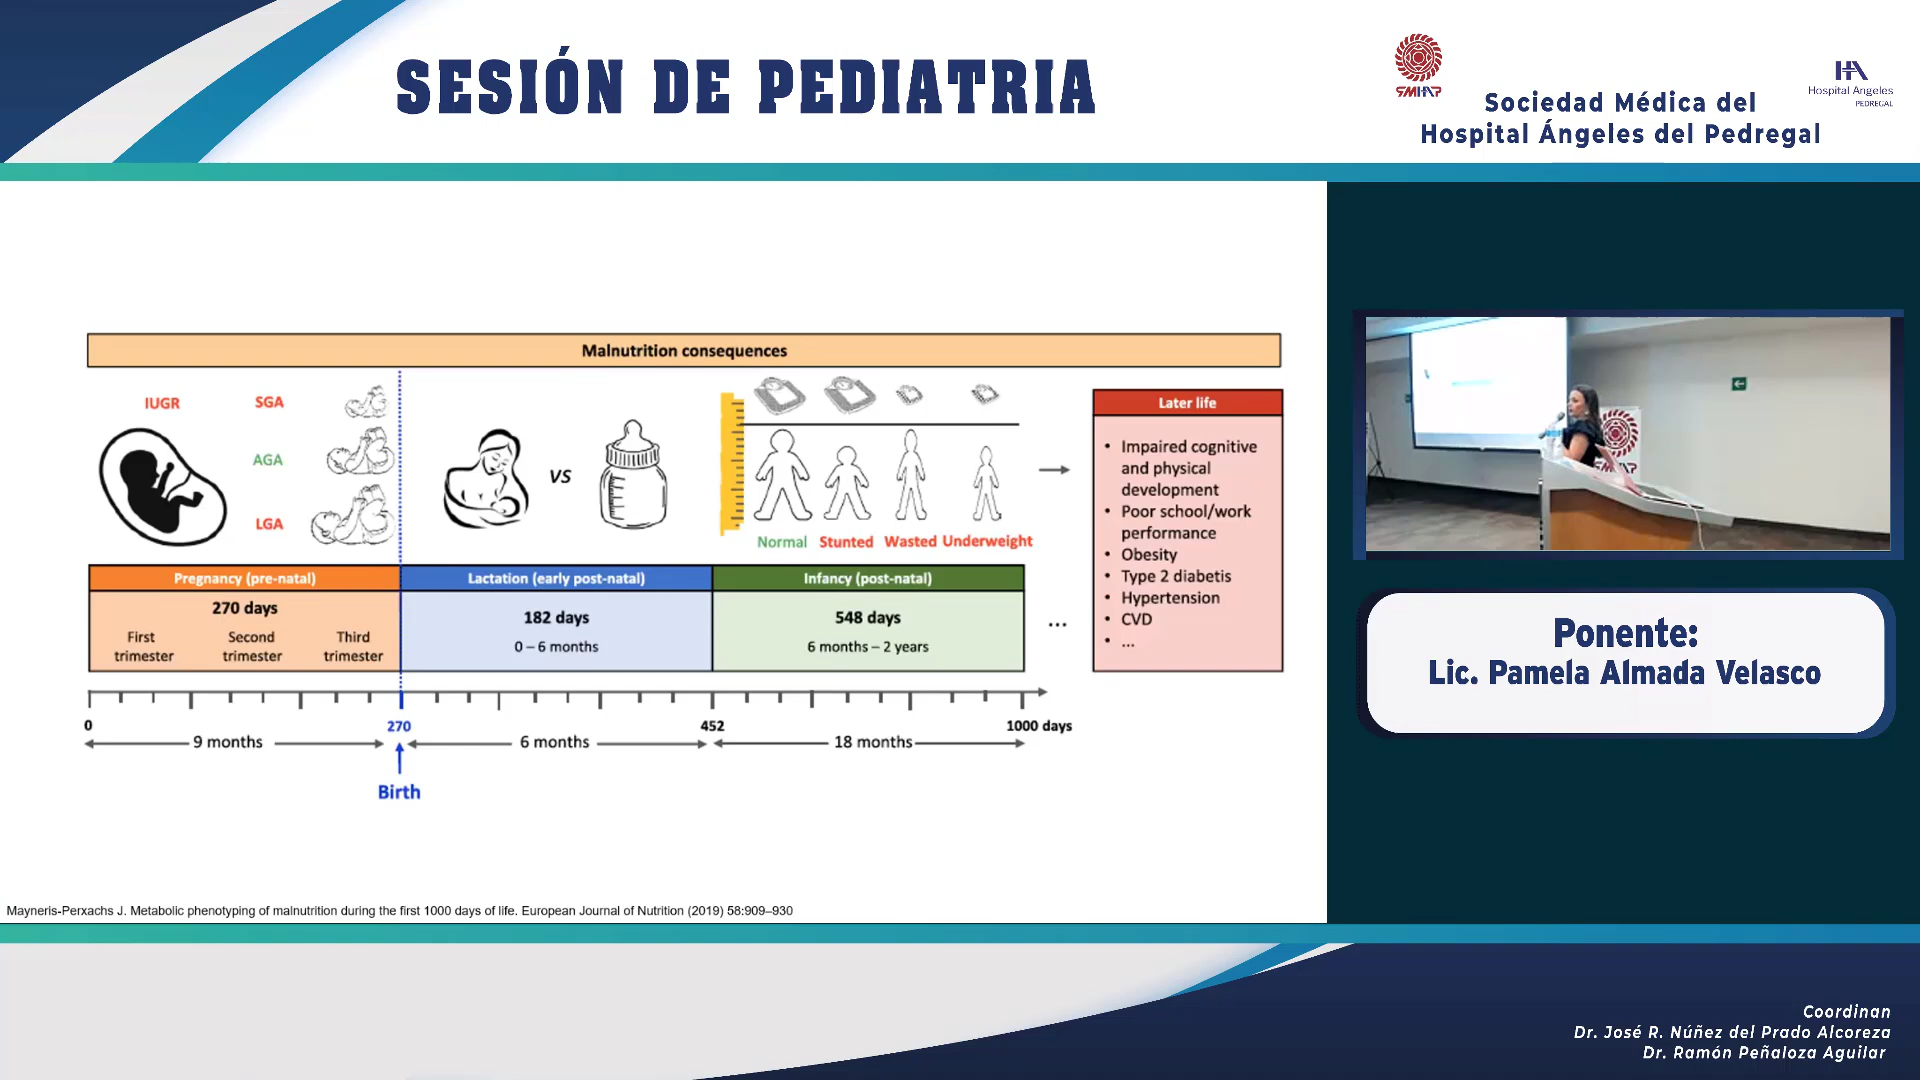 SESIÓN DE PEDIATRIA
SMHAP
Sociedad Médica del
Hospital Ángeles del Pedregal
HA
Hospital Angeles
PEDREGAL
Malnutrition consequences
IUGR
SGA
AGA
LGA
VS
Normal Stunted Wasted Underweight
Later life
• Impaired cognitive
and physical
development
• Poor school/work
performance
• Obesity
• Type 2 diabetis
• Hypertension
• CVD
• ...
Pregnancy (pre-natal)
270 days
First
trimester
Second
trimester
Third
trimester
Lactation (early post-natal)
182 days
0 – 6 months
Infancy (post-natal)
548 days
6 months – 2 years
...
0
270
452
1000 days
9 months
6 months
18 months
Birth
Mayneris-Perxachs J. Metabolic phenotyping of malnutrition during the first 1000 days of life. European Journal of Nutrition (2019) 58:909–930
SMHAP
Ponente:
Lic. Pamela Almada Velasco
Coordinan
Dr. José R. Núñez del Prado Alcoreza
Dr. Ramón Peñaloza Aguilar